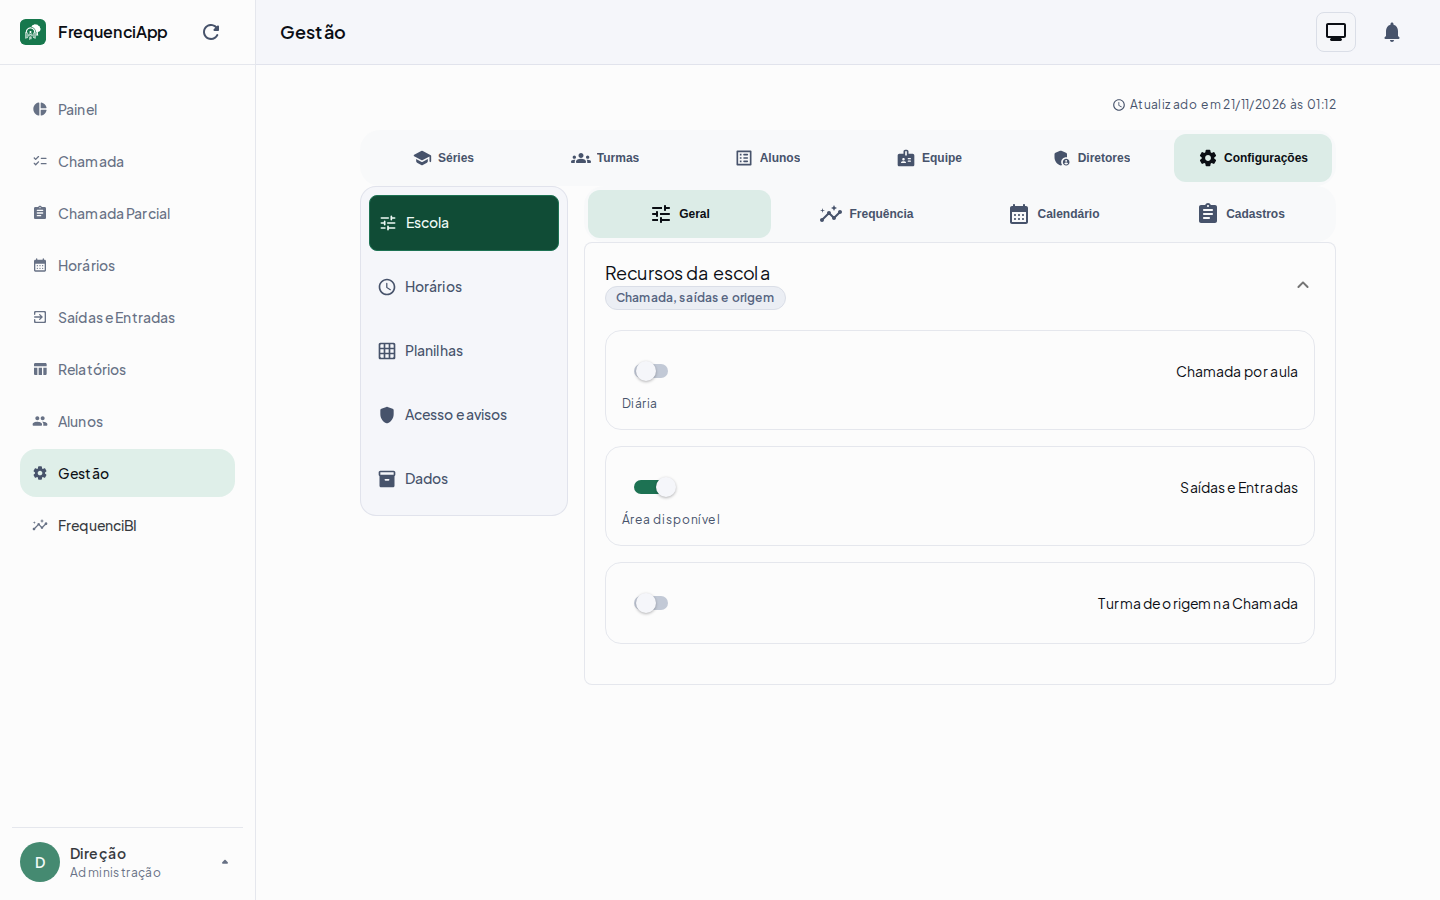 FrequenciApp
Gestão
Painel
Chamada
Chamada Parcial
Horários
Saídas e Entradas
Relatórios
Alunos
Gestão
FrequenciBI
D
Direção
Administração
Atualizado em 21/11/2026 às 01:12
Séries
Turmas
Alunos
Equipe
Diretores
Configurações
Escola
Horários
Planilhas
Acesso e avisos
Dados
Geral
Frequência
Calendário
Cadastros
Recursos da escola
Chamada, saídas e origem
Chamada por aula
Diária
Saídas e Entradas
Área disponível
Turma de origem na Chamada